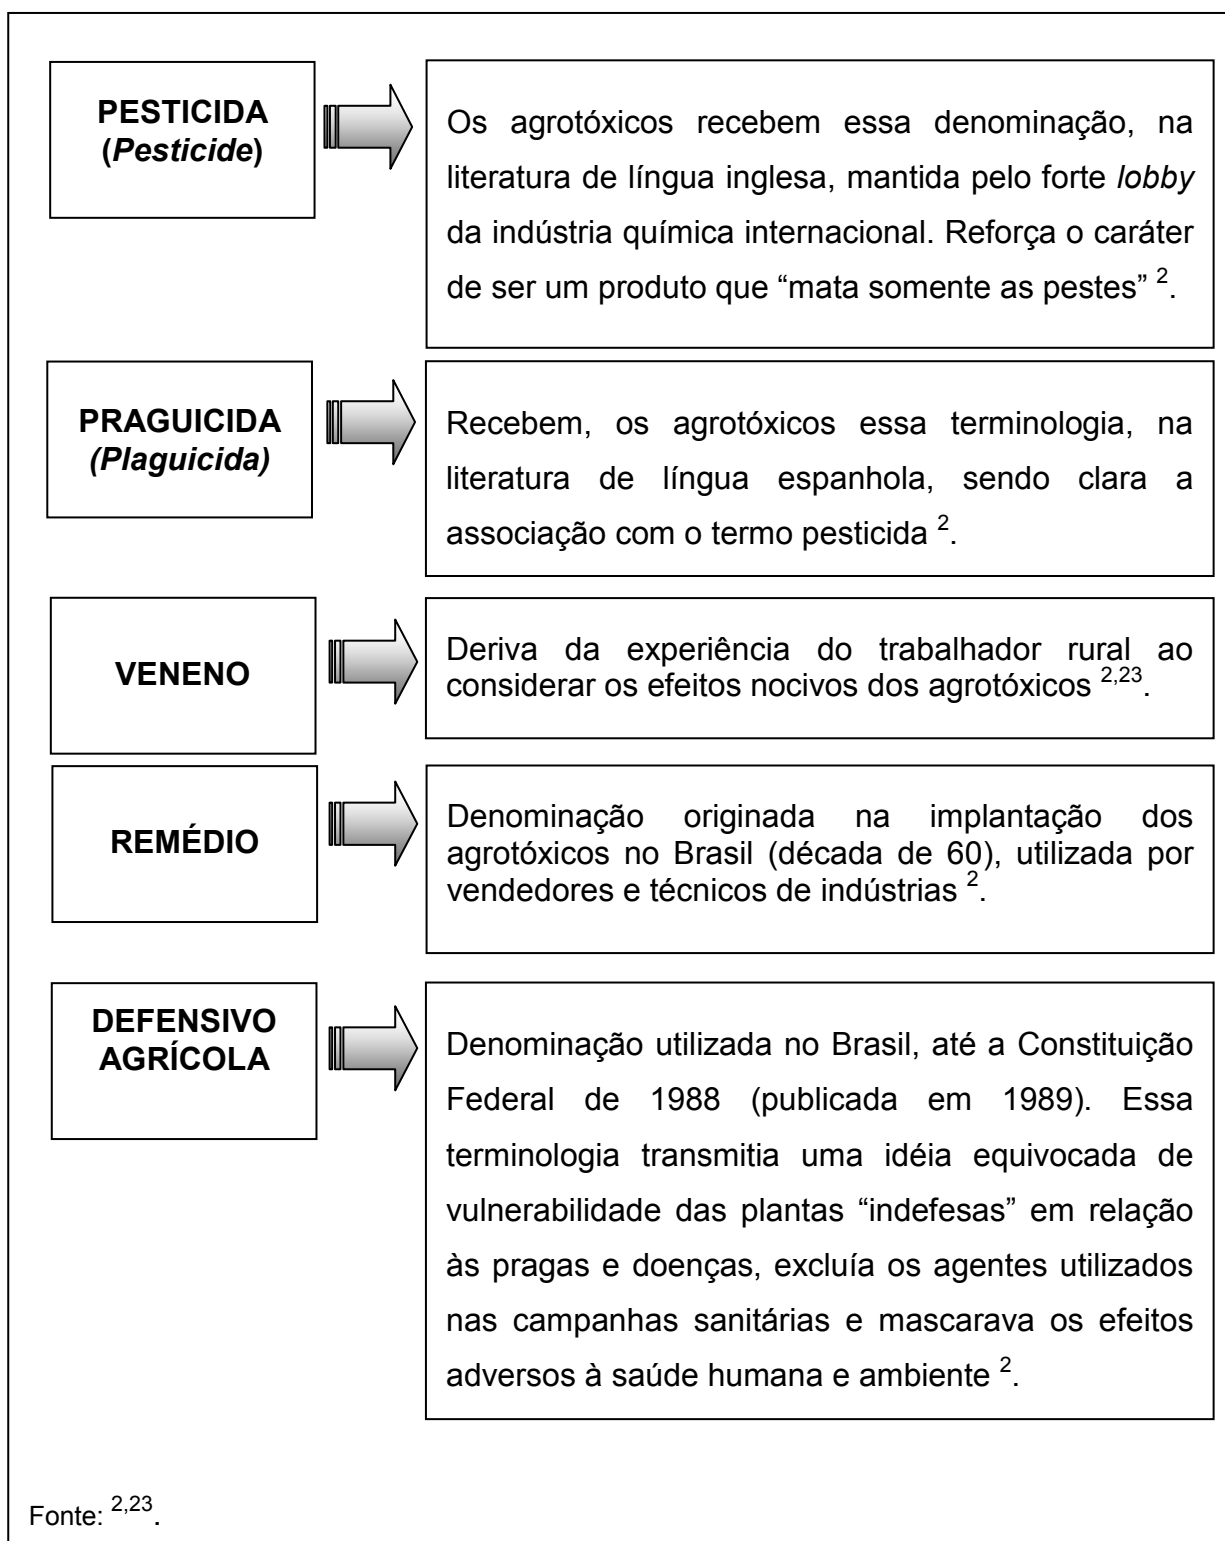 PESTICIDA
(Pesticide)
Os agrotóxicos recebem essa denominação, na
literatura de língua inglesa, mantida pelo forte lobby
da indústria química internacional. Reforça o caráter
de ser um produto que “mata somente as pestes” 2.
PRAGUICIDA
(Plaguicida)
Recebem, os agrotóxicos essa terminologia, na
literatura de língua espanhola, sendo clara a
associação com o termo pesticida 2.
VENENO
Deriva da experiência do trabalhador rural ao
considerar os efeitos nocivos dos agrotóxicos 2,23.
REMÉDIO
Denominação originada na implantação dos
agrotóxicos no Brasil (década de 60), utilizada por
vendedores e técnicos de indústrias 2.
DEFENSIVO
AGRÍCOLA
Denominação utilizada no Brasil, até a Constituição
Federal de 1988 (publicada em 1989). Essa
terminologia transmitia uma idéia equivocada de
vulnerabilidade das plantas “indefesas” em relação
às pragas e doenças, excluía os agentes utilizados
nas campanhas sanitárias e mascarava os efeitos
adversos à saúde humana e ambiente 2.
Fonte: 2,23.